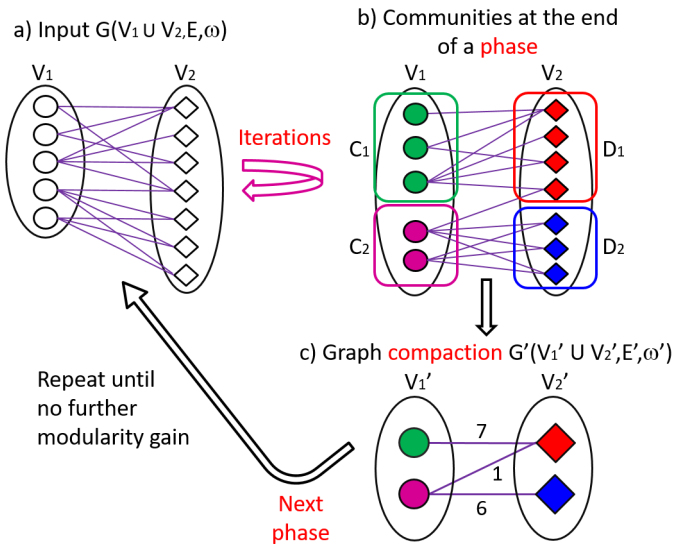 a) Input G(V₁ U V₂,E,ω)
V₁
V₂
Iterations
b) Communities at the end
of a phase
V₁
V₂
C₁
D₁
C₂
D₂
c) Graph compaction G'(V₁' U V₂',E',ω')
V₁'
V₂'
7
1
6
Repeat until
no further
modularity gain
Next
phase